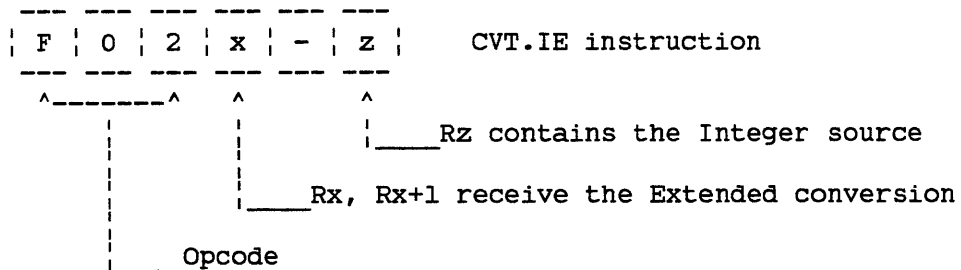 | F | 0 | 2 | x | - | z | CVT.IE instruction
Rz contains the Integer source
Rx, Rx+1 receive the Extended conversion
Opcode